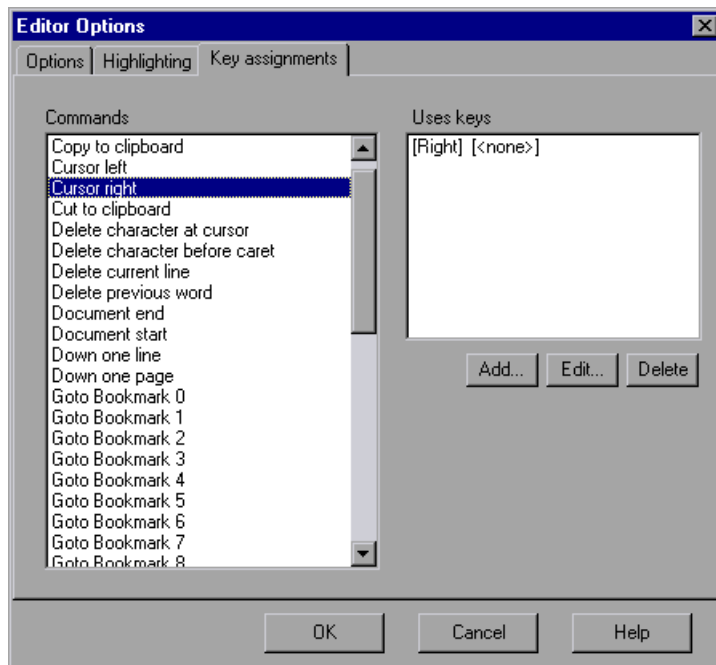 Editor Options
Options Highlighting Key assignments
Commands
Uses keys
Copy to clipboard
Cursor left
Cursor right
Cut to clipboard
Delete character at cursor
Delete character before caret
Delete current line
Delete previous word
Document end
Document start
Down one line
Down one page
Goto Bookmark 0
Goto Bookmark 1
Goto Bookmark 2
Goto Bookmark 3
Goto Bookmark 4
Goto Bookmark 5
Goto Bookmark 6
Goto Bookmark 7
Goto Bookmark 8
[Right] [<none>]
Add... Edit... Delete
OK Cancel Help